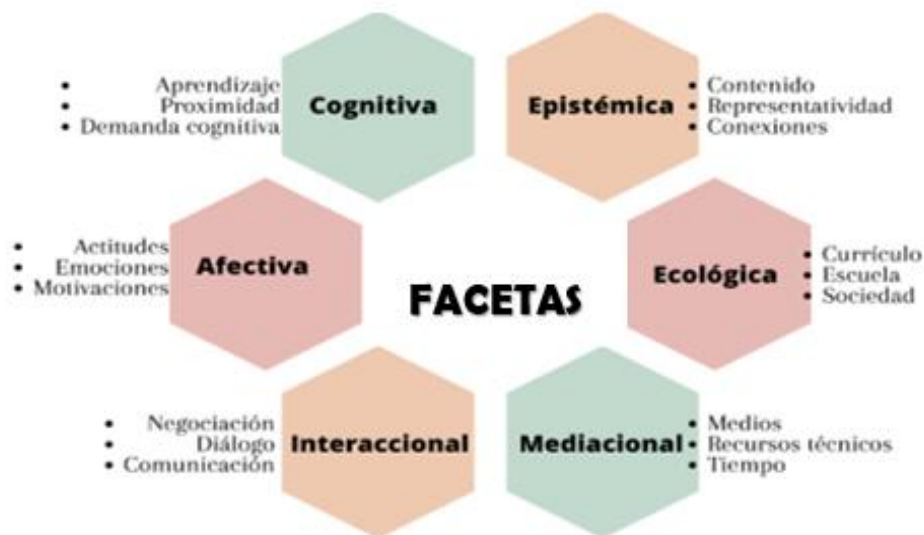 • Aprendizaje
• Proximidad
• Demanda cognitiva
Cognitiva
Epistémica
• Contenido
• Representatividad
• Conexiones
• Actitudes
• Emociones
• Motivaciones
Afectiva
FACETAS
Ecológica
• Currículo
• Escuela
• Sociedad
• Negociación
• Diálogo
• Comunicación
Interaccional
Mediacional
• Medios
• Recursos técnicos
• Tiempo